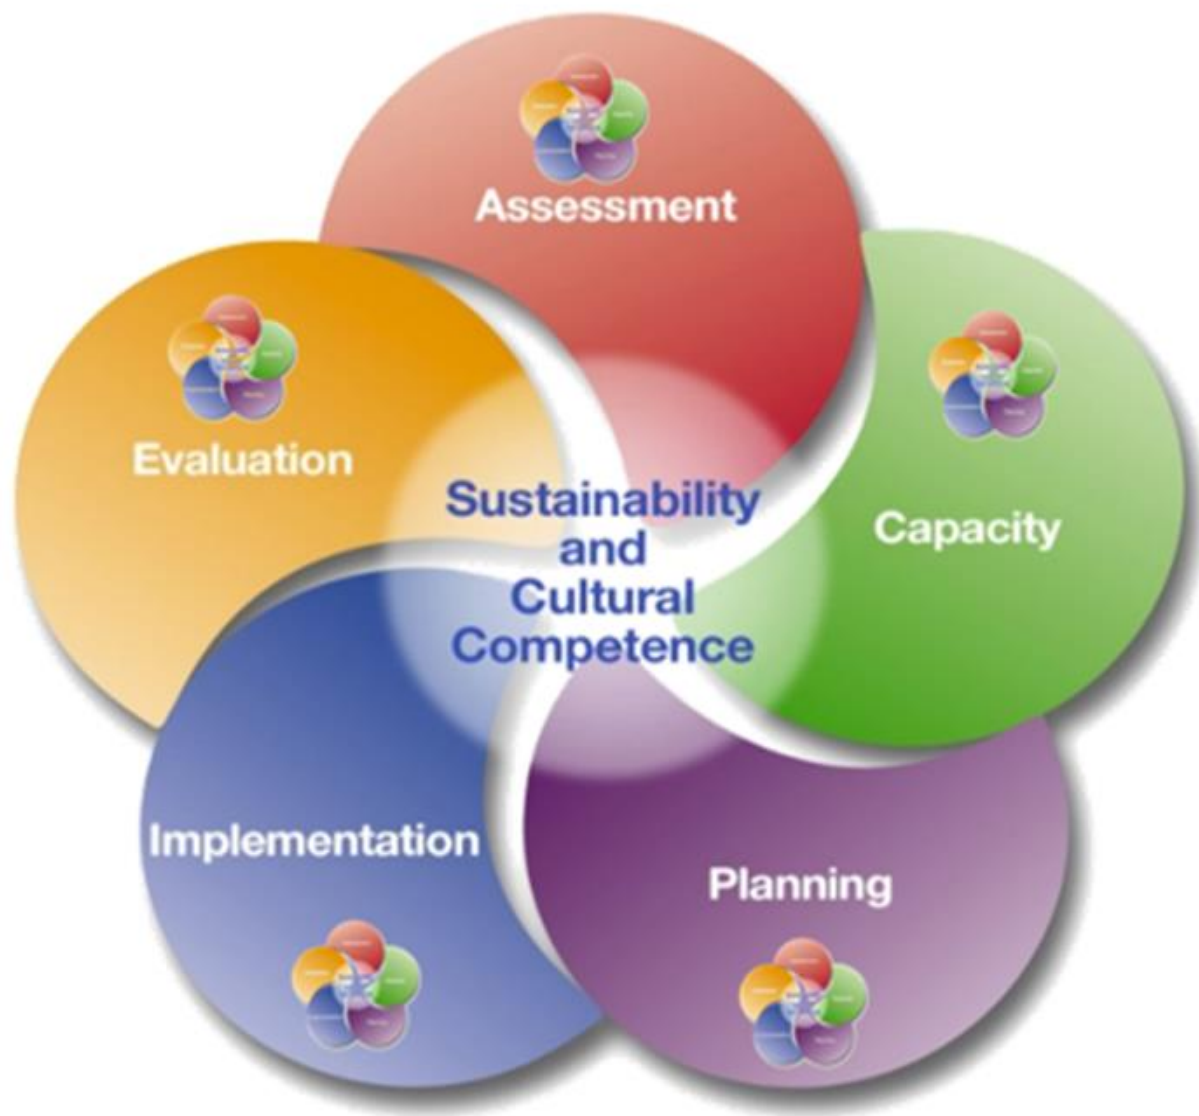 Assessment
Capacity
Planning
Implementation
Evaluation
Sustainability
and
Cultural
Competence